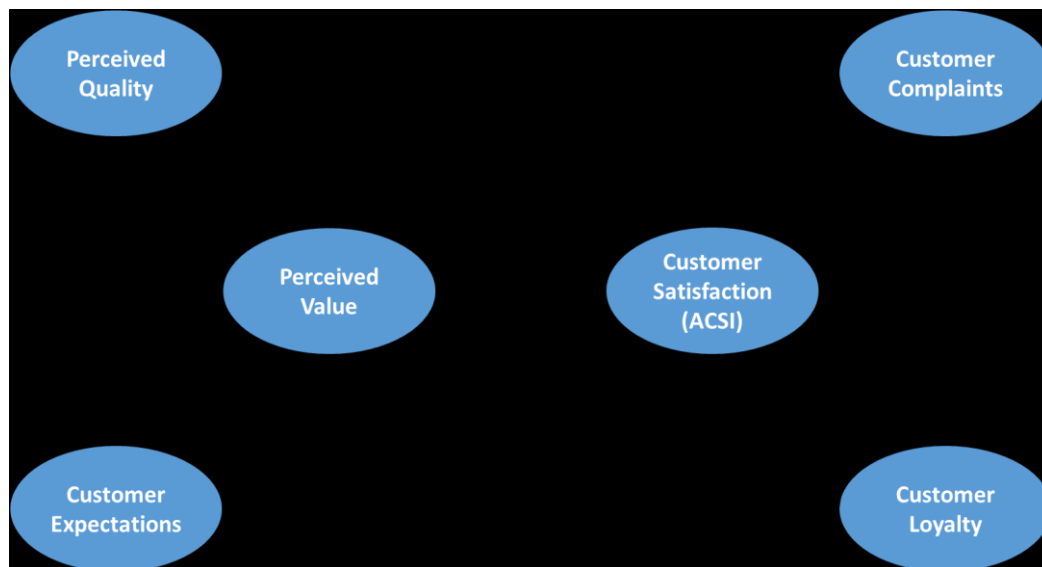 Perceived
Quality
Customer
Complaints
Perceived
Value
Customer
Satisfaction
(ACSI)
Customer
Expectations
Customer
Loyalty